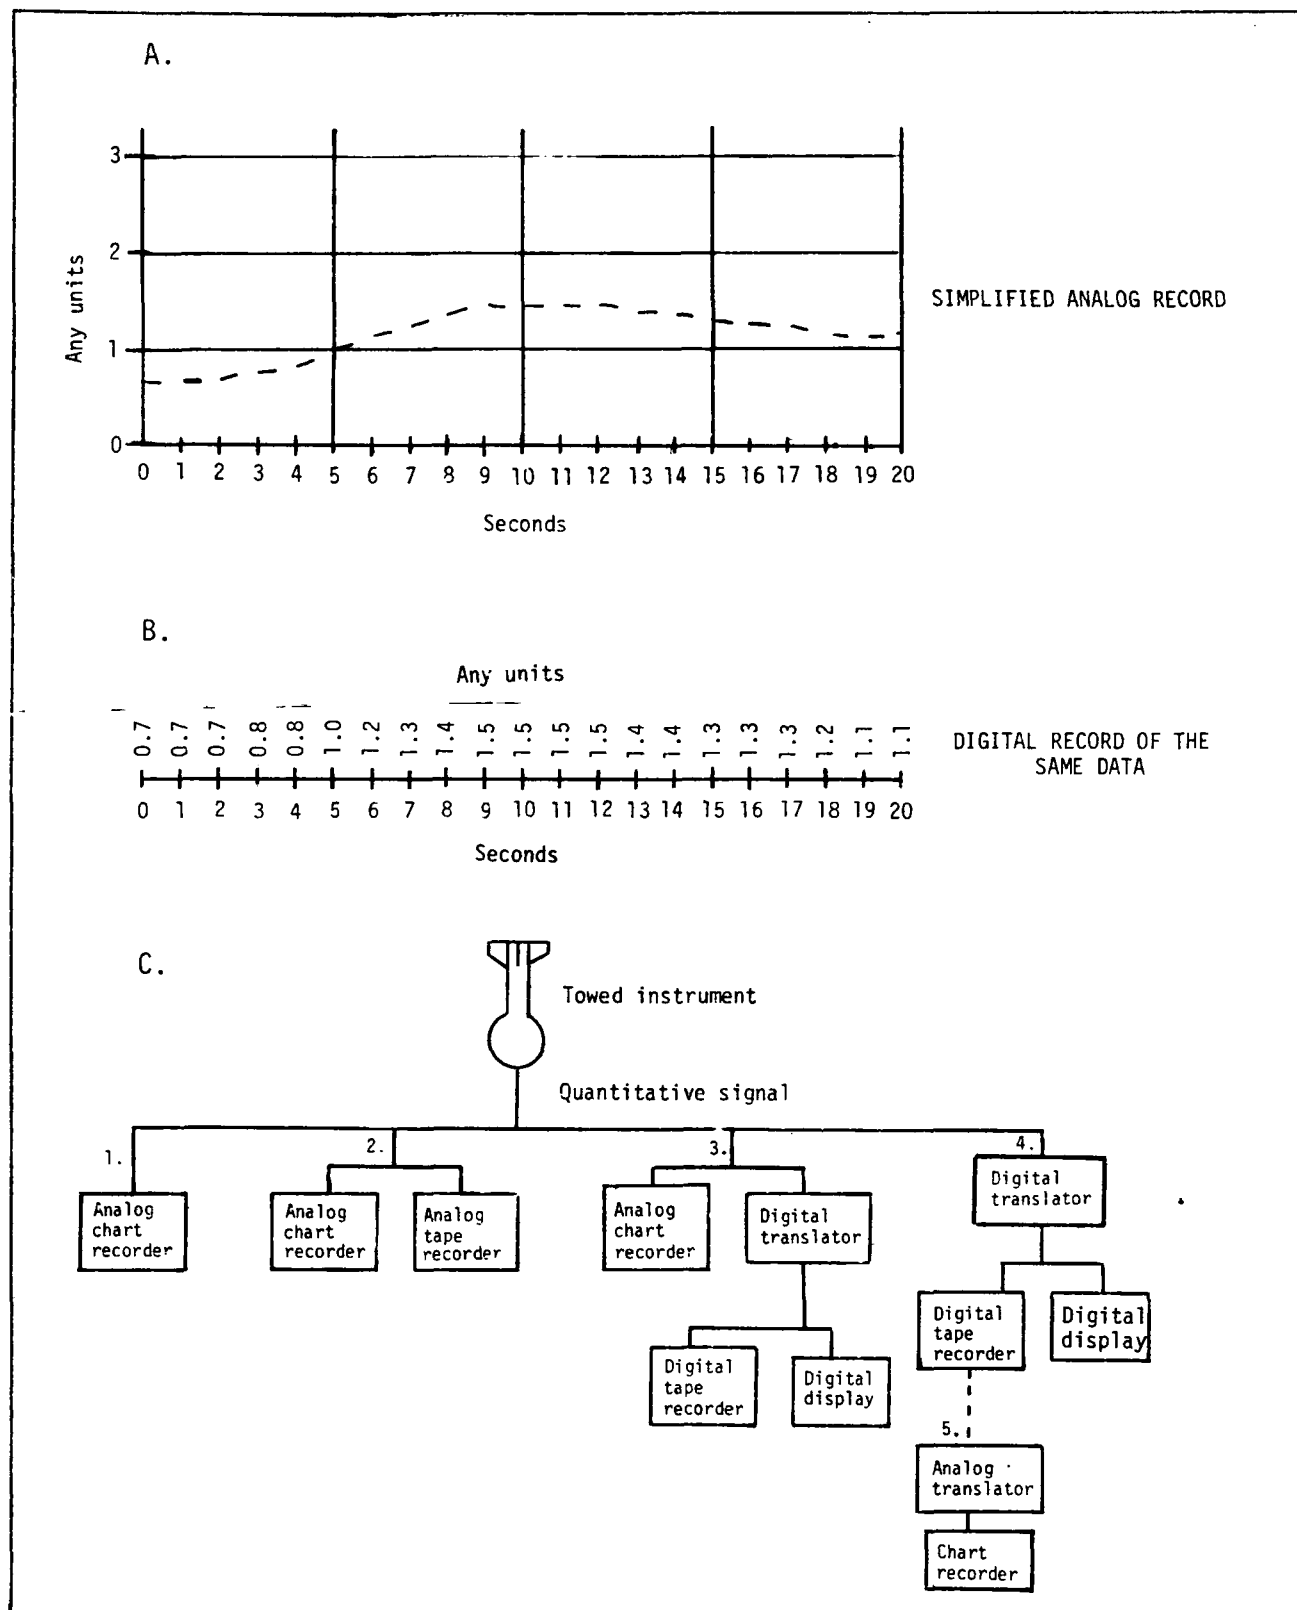 A.
3
2
1
0
Any units
0 1 2 3 4 5 6 7 8 9 10 11 12 13 14 15 16 17 18 19 20
Seconds
SIMPLIFIED ANALOG RECORD
B.
Any units
0.7 0.7 0.7 0.8 0.8 1.0 1.2 1.3 1.4 1.5 1.5 1.5 1.5 1.4 1.4 1.3 1.3 1.3 1.2 1.1 1.1
0 1 2 3 4 5 6 7 8 9 10 11 12 13 14 15 16 17 18 19 20
Seconds
DIGITAL RECORD OF THE
SAME DATA
C.
Towed instrument
Quantitative signal
1.
Analog
chart
recorder
2.
Analog
chart
recorder
Analog
tape
recorder
3.
Analog
chart
recorder
Digital
translator
Digital
tape
recorder
Digital
display
4.
Digital
translator
Digital
tape
recorder
Digital
display
5.
Analog
translator
Chart
recorder